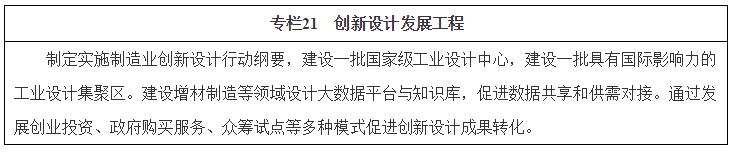 专栏21 创新设计发展工程
制定实施制造业创新设计行动纲要，建设一批国家级工业设计中心，建设一批具有国际影响力的
工业设计集聚区。建设增材制造等领域设计大数据平台与知识库，促进数据共享和供需对接。通过发
展创业投资、政府购买服务、众筹试点等多种模式促进创新设计成果转化。